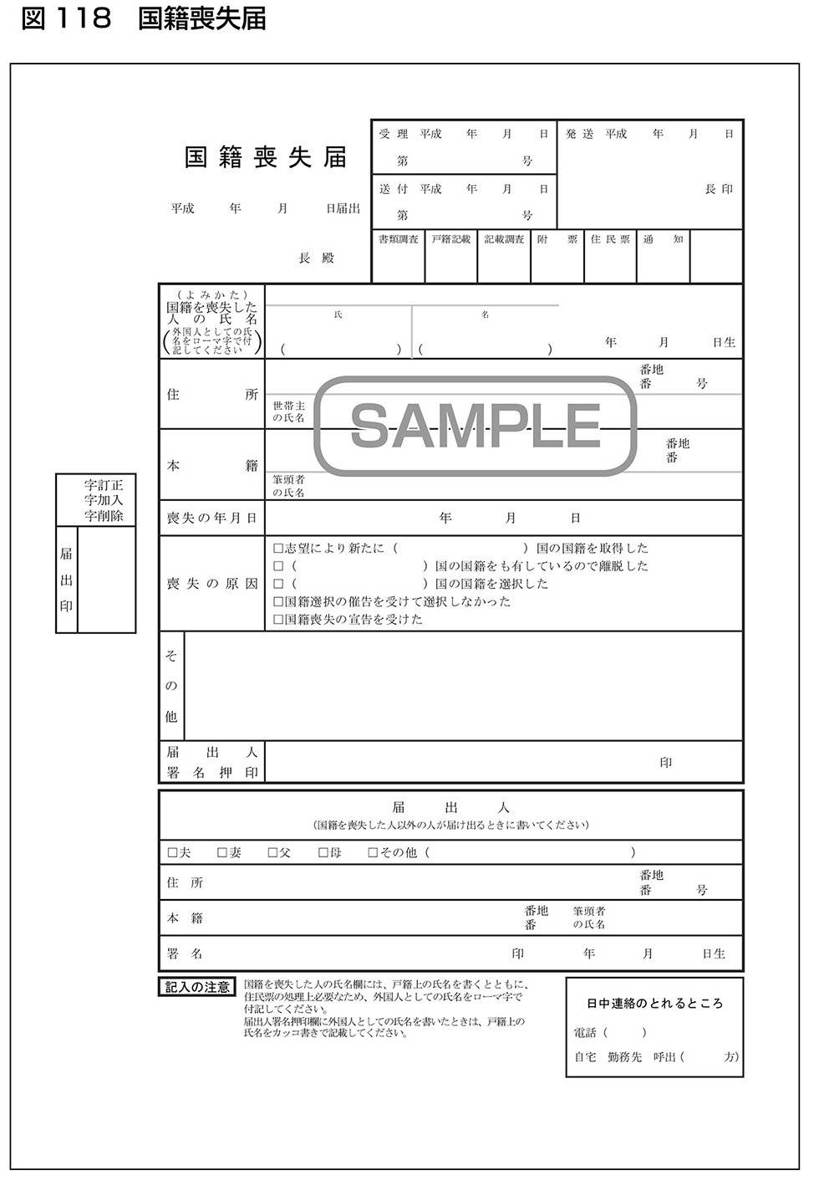 図 118　国籍喪失届
国籍喪失届
平成　年　月　日届出
長 殿
受 理　平成　年　月　日
第　　　号
送 付　平成　年　月　日
第　　　号
発 送　平成　年　月　日
長 印
書類調査　戸籍記載　記載調査　附　票　住 民 票　通　知
（よみかた）
国籍を喪失した
人の氏名
（外国人としての氏
名をローマ字で付
記してください）
氏　名
（　　　）（　　　）　年　月　日生
住　所
番地
番　号
世帯主
の氏名
SAMPLE
本　籍
番地
番
筆頭者
の氏名
喪失の年月日　年　月　日
喪失の原因
□志望により新たに（　　　）国の国籍を取得した
□（　　　）国の国籍をも有しているので離脱した
□（　　　）国の国籍を選択した
□国籍選択の催告を受けて選択しなかった
□国籍喪失の宣告を受けた
その他
届出人
署名押印　印
字訂正
字加入
字削除
届出印
届　出　人
（国籍を喪失した人以外の人が届け出るときに書いてください）
□夫　□妻　□父　□母　□その他（　　　）
住 所
番地
番　号
本 籍
番地
番
筆頭者
の氏名
署 名　印　年　月　日生
記入の注意
国籍を喪失した人の氏名欄には、戸籍上の氏名を書くとともに、
住民票の処理上必要なため、外国人としての氏名をローマ字で
付記してください。
届出人署名押印欄に外国人としての氏名を書いたときは、戸籍上の
氏名をカッコ書きで記載してください。
日中連絡のとれるところ
電話（　　）
自宅　勤務先　呼出（　　方）